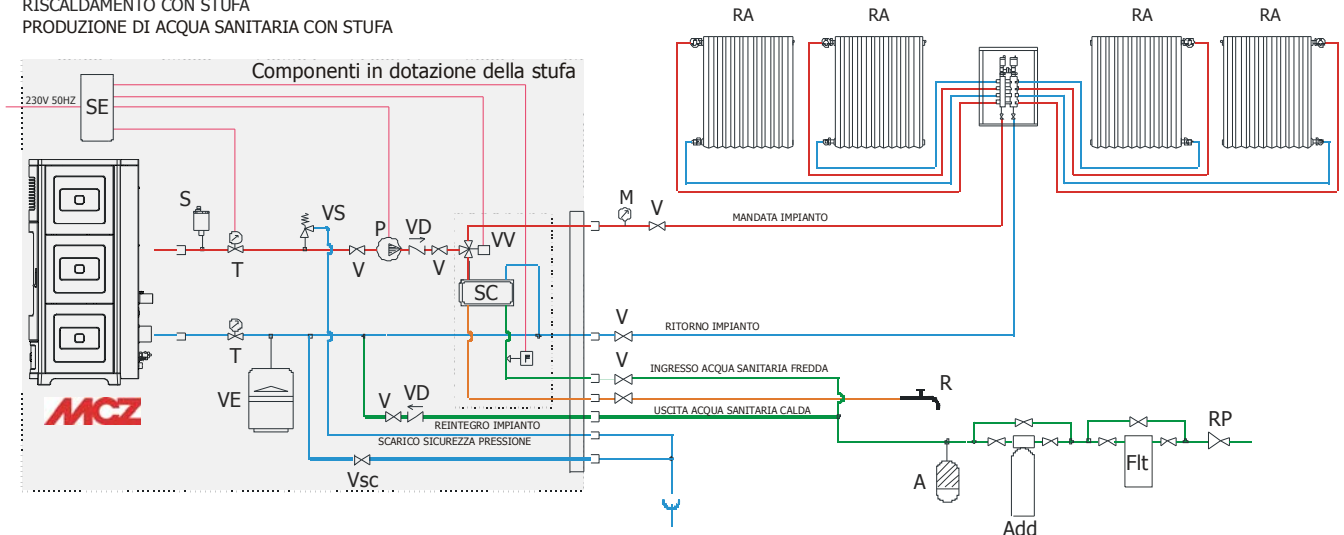 RISCALDAMENTO CON STUFA
PRODUZIONE DI ACQUA SANITARIA CON STUFA
RA
RA
RA
RA
Componenti in dotazione della stufa
230V 50HZ
SE
S
VS
P
VD
VV
M
V
MANDATA IMPIANTO
T
V
V
SC
V
RITORNO IMPIANTO
T
P
V
INGRESSO ACQUA SANITARIA FREDDA
VE
V
VD
R
MCZ
USCITA ACQUA SANITARIA CALDA
REINTEGRO IMPIANTO
SCARICO SICUREZZA PRESSIONE
RP
Flt
Vsc
A
Add